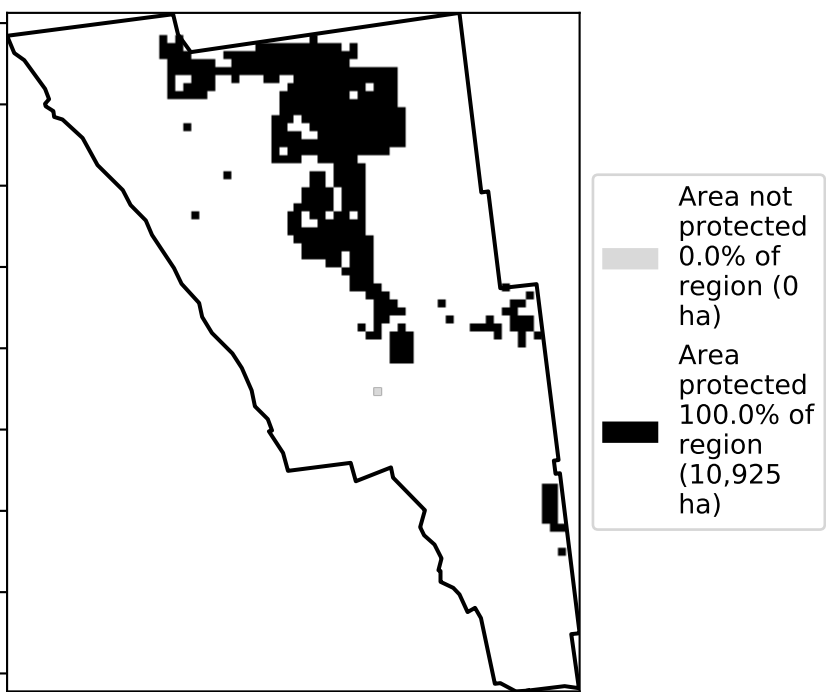 Area not
protected
0.0% of
region (0
ha)
Area
protected
100.0% of
region
(10,925
ha)